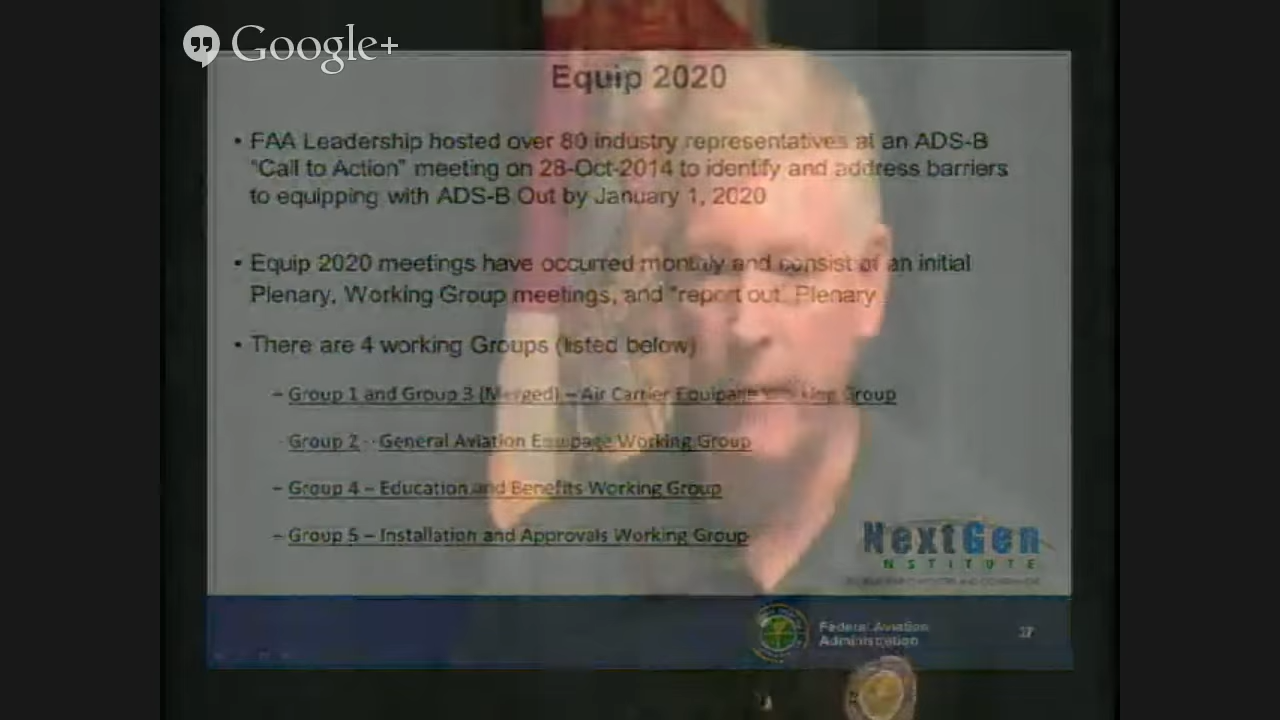 Google+
Equip 2020
• FAA Leadership hosted over 80 industry representatives at an ADS-B
"Call to Action" meeting on 28-Oct-2014 to identify and address barriers
to equipping with ADS-B Out by January 1, 2020
• Equip 2020 meetings have occurred monthly and consist of an initial
Plenary, Working Group meetings, and "report out" Plenary
• There are 4 working Groups (listed below)
– Group 1 and Group 3 (Merged) – Air Carrier Equipage Working Group
Group 2 - General Aviation Equipage Working Group
– Group 4 – Education and Benefits Working Group
– Group 5 – Installation and Approvals Working Group
NextGen
INSTITUTE
Federal Aviation
Administration
17